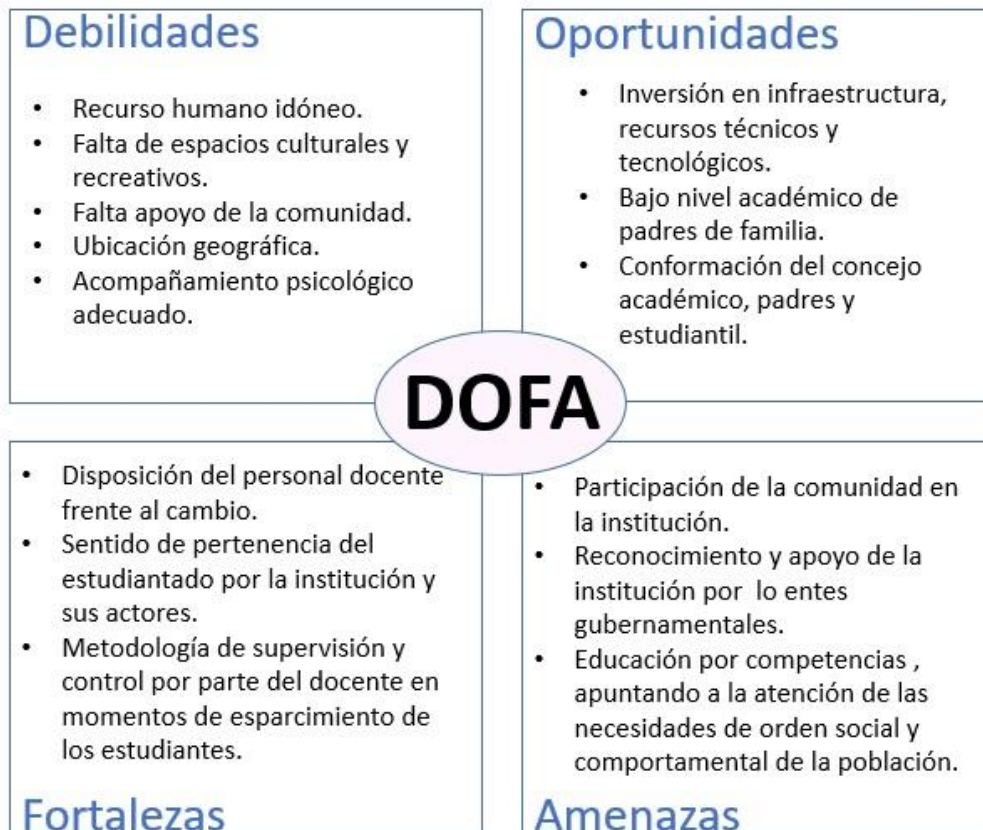 Debilidades
• Recurso humano idóneo.
• Falta de espacios culturales y
recreativos.
• Falta apoyo de la comunidad.
• Ubicación geográfica.
• Acompañamiento psicológico
adecuado.
Oportunidades
• Inversión en infraestructura,
recursos técnicos y
tecnológicos.
• Bajo nivel académico de
padres de familia.
• Conformación del concejo
académico, padres y
estudiantil.
DOFA
• Disposición del personal docente
frente al cambio.
• Sentido de pertenencia del
estudiantado por la institución y
sus actores.
• Metodología de supervisión y
control por parte del docente en
momentos de esparcimiento de
los estudiantes.
Fortalezas
• Participación de la comunidad en
la institución.
• Reconocimiento y apoyo de la
institución por lo entes
gubernamentales.
• Educación por competencias ,
apuntando a la atención de las
necesidades de orden social y
comportamental de la población.
Amenazas